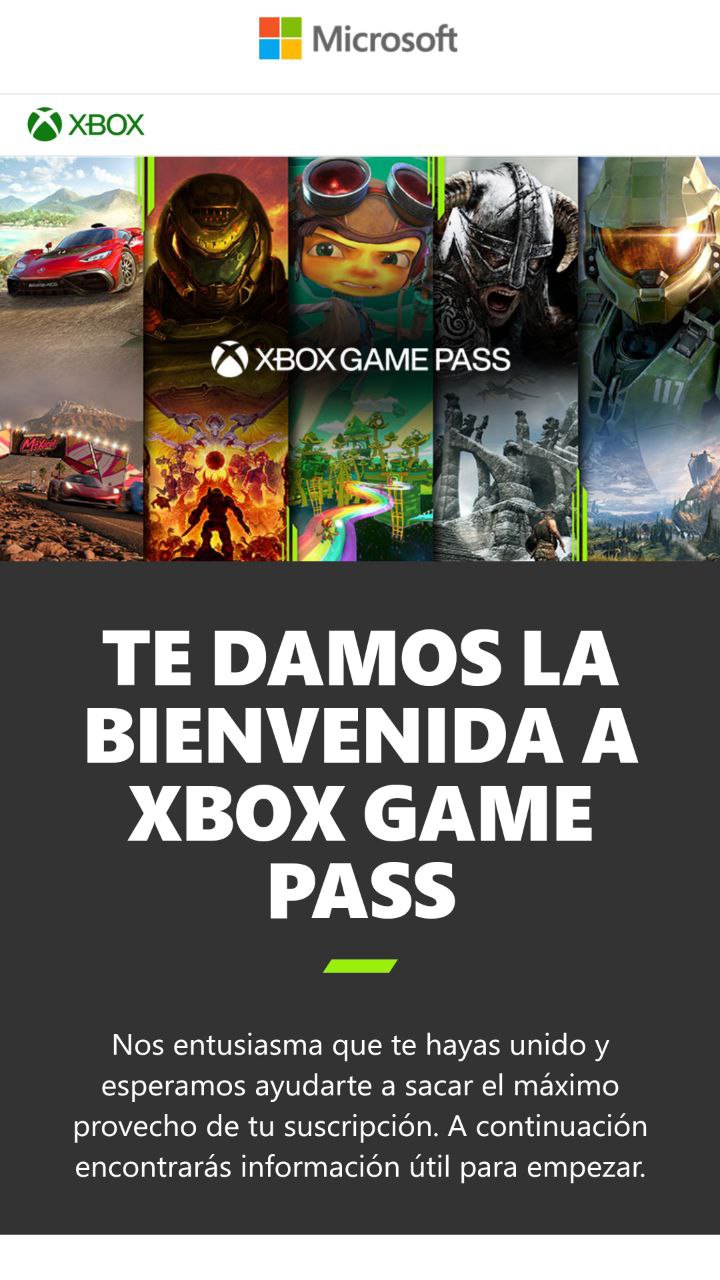 Microsoft
XBOX
XBOX GAME PASS
117
TE DAMOS LA
BIENVENIDA A
XBOX GAME
PASS
Nos entusiasma que te hayas unido y
esperamos ayudarte a sacar el máximo
provecho de tu suscripción. A continuación
encontrarás información útil para empezar.